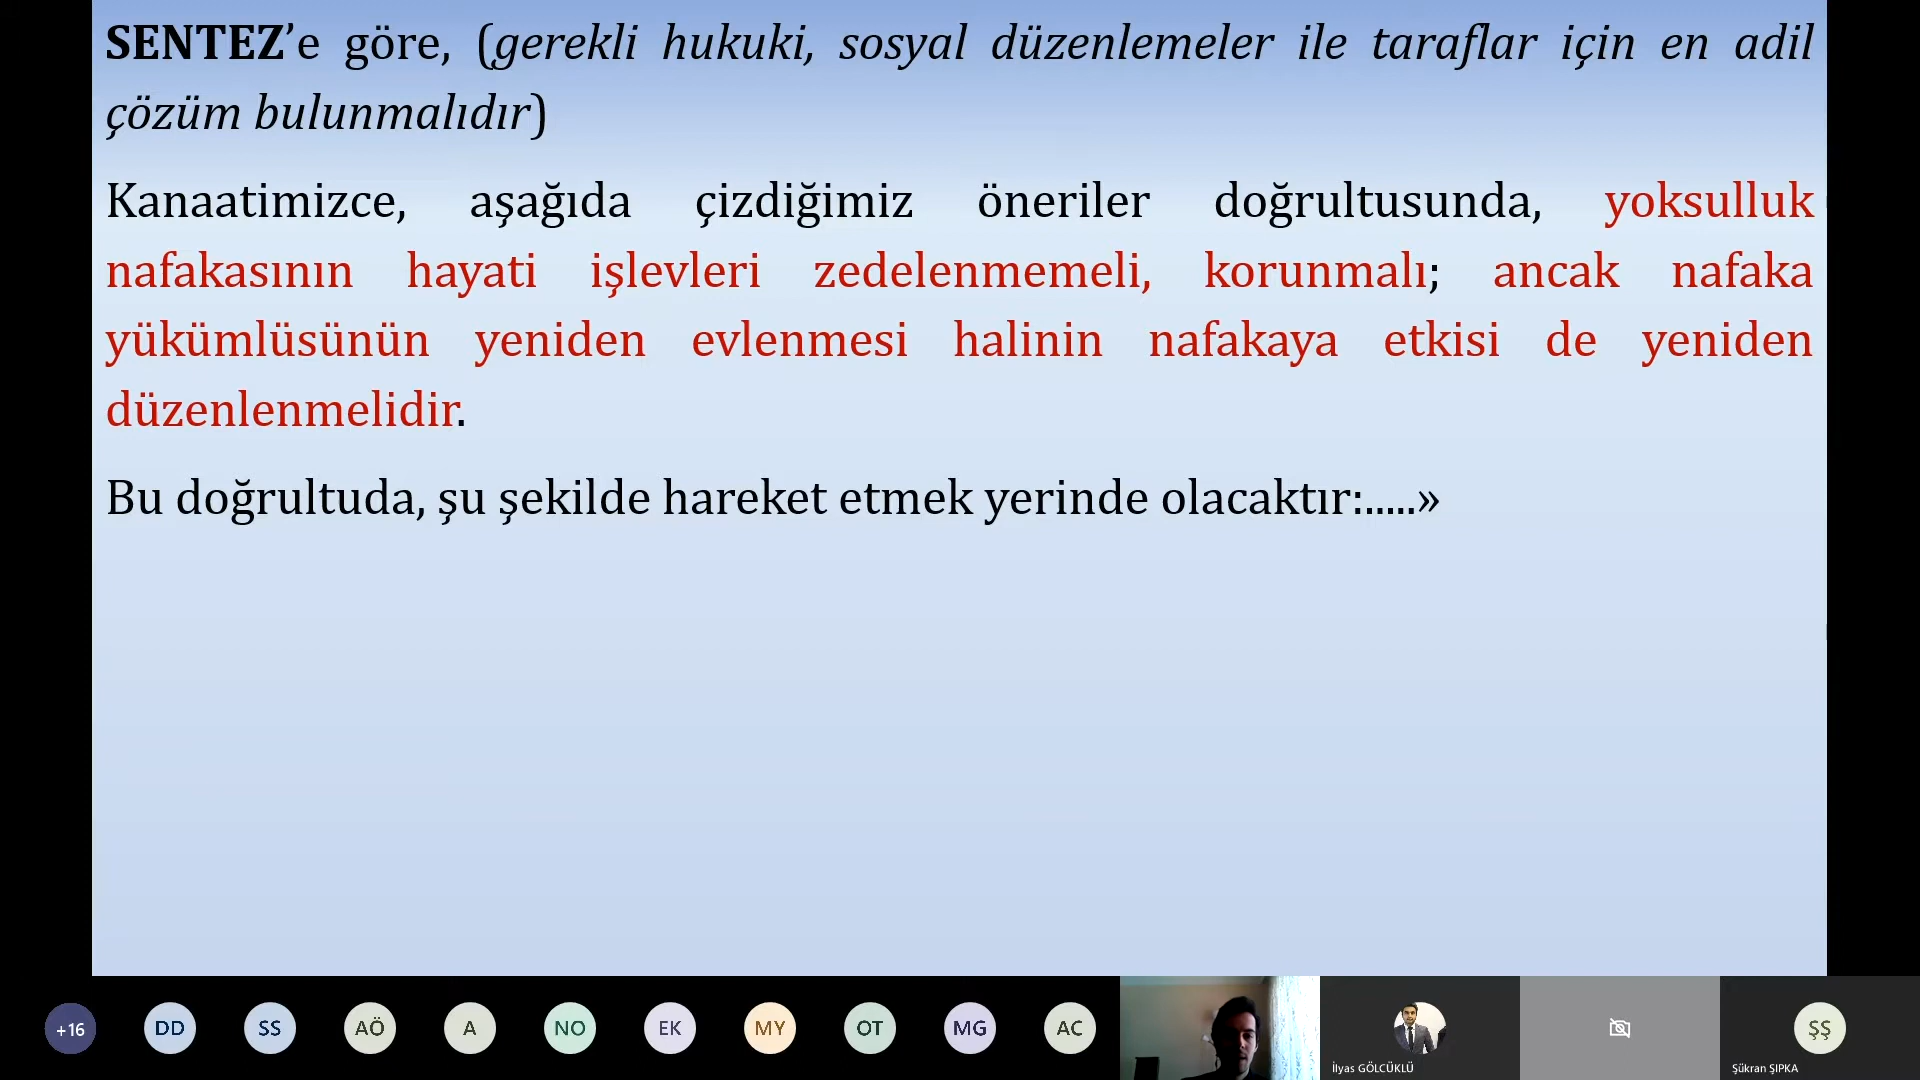 SENTEZ’e göre, (gerekli hukuki, sosyal düzenlemeler ile taraflar için en adil
çözüm bulunmalıdır)
Kanaatimizce, aşağıda çizdiğimiz öneriler doğrultusunda, yoksulluk
nafakasının hayati işlevleri zedelenmemeli, korunmalı; ancak nafaka
yükümlüsünün yeniden evlenmesi halinin nafakaya etkisi de yeniden
düzenlenmelidir.
Bu doğrultuda, şu şekilde hareket etmek yerinde olacaktır:.....»
+16 DD SS AÖ A NO EK MY OT MG AC ŞŞ
İlyas GÖLCÜKLÜ Şükran ŞIPKA